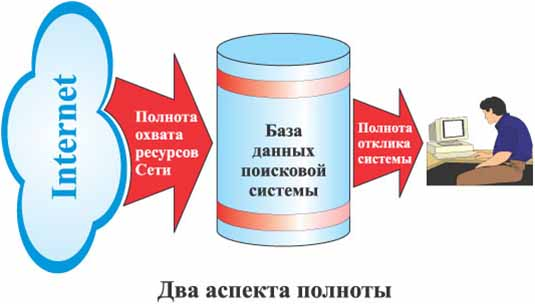 Internet
Полнота
охвата
ресурсов
Сети
База
данных
поисковой
системы
Полнота
отклика
системы
Два аспекта полноты